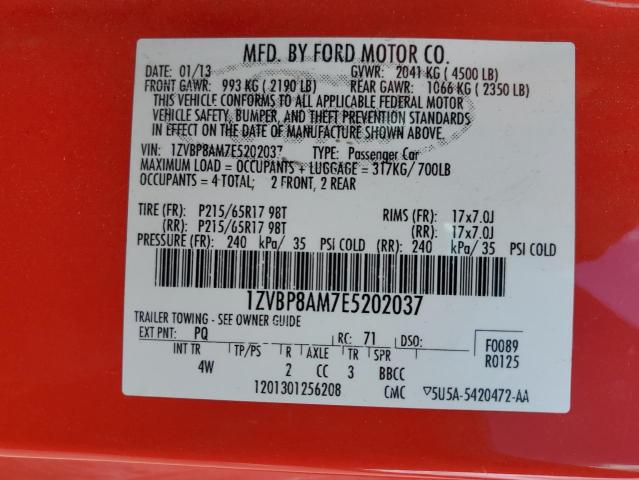 MFD. BY FORD MOTOR CO.
DATE: 01/13 GVWR: 2041 KG ( 4500 LB)
FRONT GAWR: 993 KG ( 2190 LB) REAR GAWR: 1066 KG ( 2350 LB)
THIS VEHICLE CONFORMS TO ALL APPLICABLE FEDERAL MOTOR
VEHICLE SAFETY, BUMPER, AND THEFT PREVENTION STANDARDS
IN EFFECT ON THE DATE OF MANUFACTURE SHOWN ABOVE.
VIN: 1ZVBP8AM7E5202037 TYPE: Passenger Car
MAXIMUM LOAD = OCCUPANTS + LUGGAGE = 317KG/ 700LB
OCCUPANTS = 4 TOTAL; 2 FRONT, 2 REAR
TIRE (FR): P215/65R17 98T RIMS (FR): 17x7.0J
(RR): P215/65R17 98T (RR): 17x7.0J
PRESSURE (FR): 240 kPa/ 35 PSI COLD (RR): 240 kPa/ 35 PSI COLD
1ZVBP8AM7E5202037
TRAILER TOWING - SEE OWNER GUIDE
EXT PNT: PQ RC: 71 DSO: F0089
R0125
INT TR TP/PS R AXLE TR SPR
4W 2 CC 3 BBCC
1201301256208 CMC ▽5U5A-5420472-AA